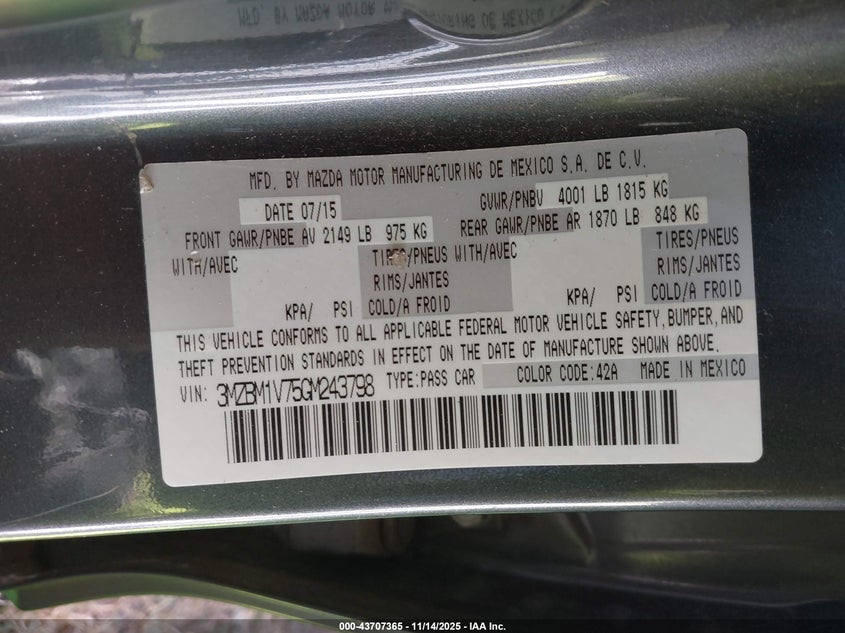 MFD. BY MAZDA MOTOR MANUFACTURING DE MEXICO S.A. DE C.V.
DATE 07/15 GVWR/PNBV 4001 LB 1815 KG
FRONT GAWR/PNBE AV 2149 LB 975 KG REAR GAWR/PNBE AR 1870 LB 848 KG
WITH/AVEC TIRES/PNEUS WITH/AVEC TIRES/PNEUS
RIMS/JANTES RIMS/JANTES
KPA/ PSI COLD/A FROID KPA/ PSI COLD/A FROID
THIS VEHICLE CONFORMS TO ALL APPLICABLE FEDERAL MOTOR VEHICLE SAFETY, BUMPER, AND
THEFT PREVENTION STANDARDS IN EFFECT ON THE DATE OF MANUFACTURE SHOWN ABOVE.
VIN: 3MZBM1V75GM243798 TYPE:PASS CAR COLOR CODE:42A MADE IN MEXICO
000-43707365 - 11/14/2025 - IAA Inc.